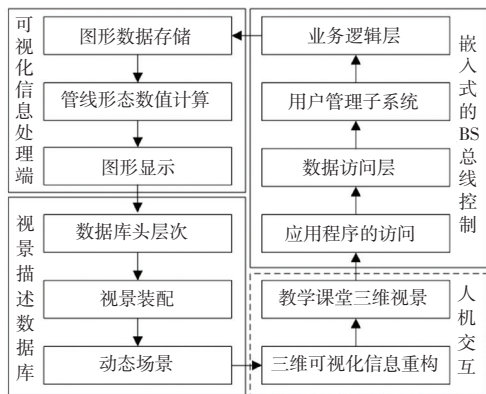 可视化信息处理端
图形数据存储
管线形态数值计算
图形显示
视景描述数据库
数据库头层次
视景装配
动态场景
业务逻辑层
用户管理子系统
数据访问层
应用程序的访问
嵌入式的BS总线控制
教学课堂三维视景
三维可视化信息重构
人机交互